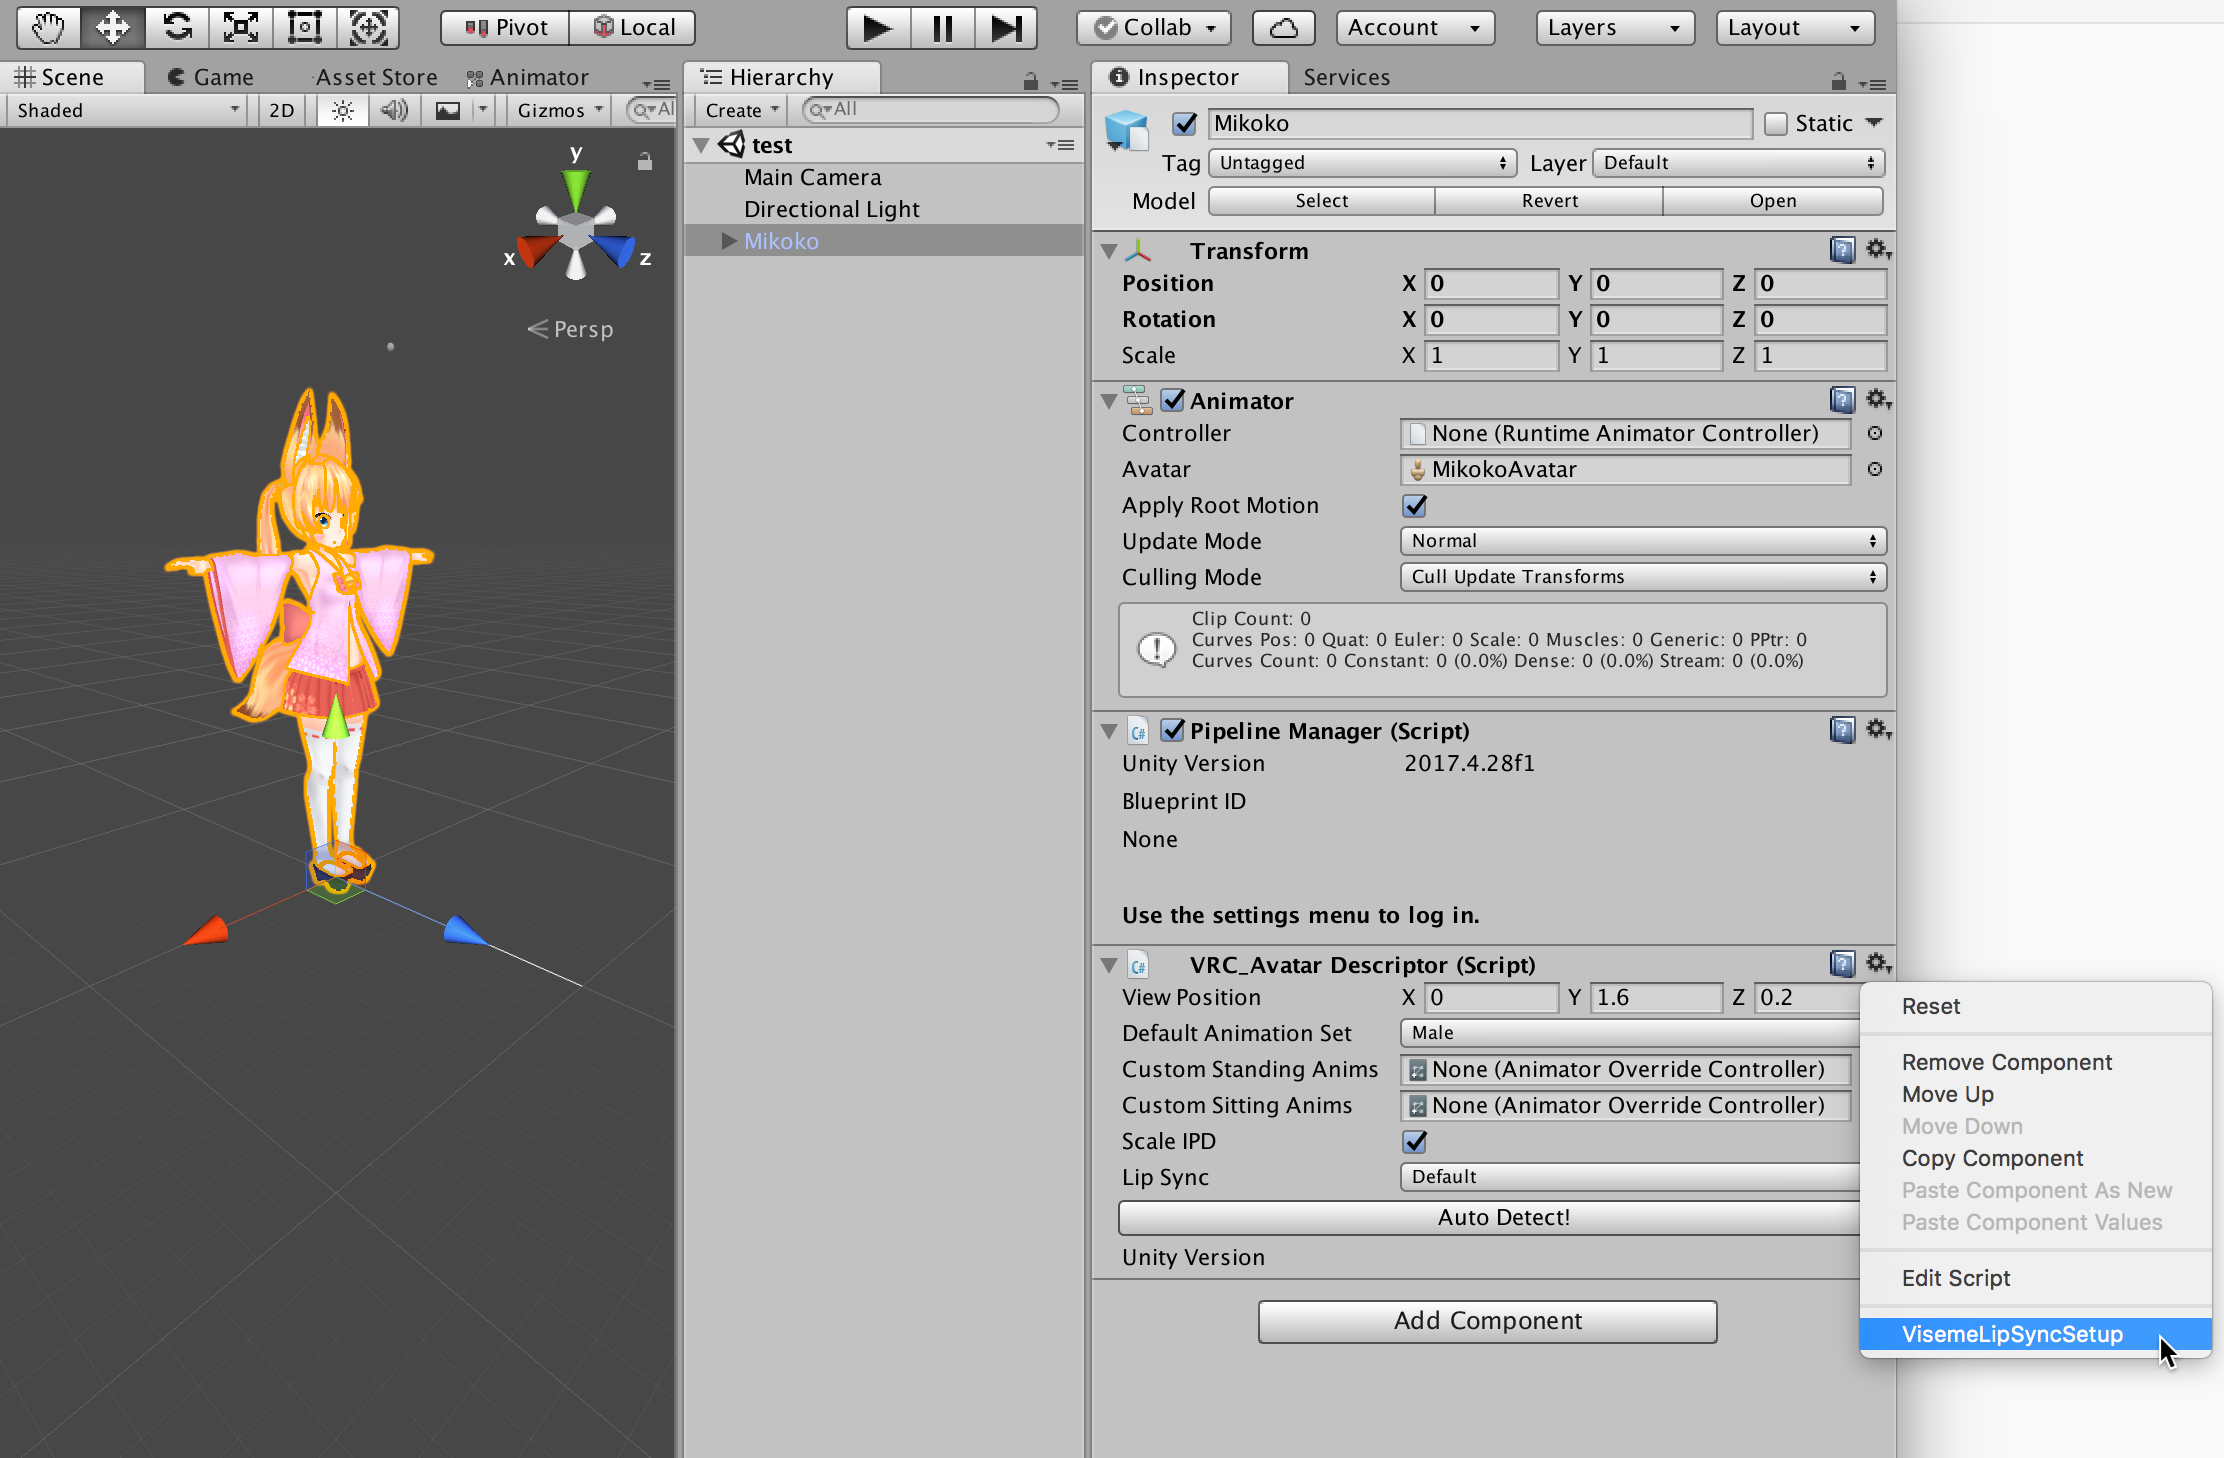 Pivot Local Collab Account Layers Layout
Scene Game Asset Store Animator
Shaded 2D Gizmos All
y
x z
Persp
Hierarchy
Create All
test
Main Camera
Directional Light
Mikoko
Inspector Services
Mikoko Static
Tag Untagged Layer Default
Model Select Revert Open
Transform
Position X 0 Y 0 Z 0
Rotation X 0 Y 0 Z 0
Scale X 1 Y 1 Z 1
Animator
Controller None (Runtime Animator Controller)
Avatar MikokoAvatar
Apply Root Motion
Update Mode Normal
Culling Mode Cull Update Transforms
Clip Count: 0
Curves Pos: 0 Quat: 0 Euler: 0 Scale: 0 Muscles: 0 Generic: 0 PPtr: 0
Curves Count: 0 Constant: 0 (0.0%) Dense: 0 (0.0%) Stream: 0 (0.0%)
C# Pipeline Manager (Script)
Unity Version 2017.4.28f1
Blueprint ID
None
Use the settings menu to log in.
C# VRC_Avatar Descriptor (Script)
View Position X 0 Y 1.6 Z 0.2
Default Animation Set Male
Custom Standing Anims None (Animator Override Controller)
Custom Sitting Anims None (Animator Override Controller)
Scale IPD
Lip Sync Default
Auto Detect!
Unity Version
Add Component
Reset
Remove Component
Move Up
Move Down
Copy Component
Paste Component As New
Paste Component Values
Edit Script
VisemeLipSyncSetup